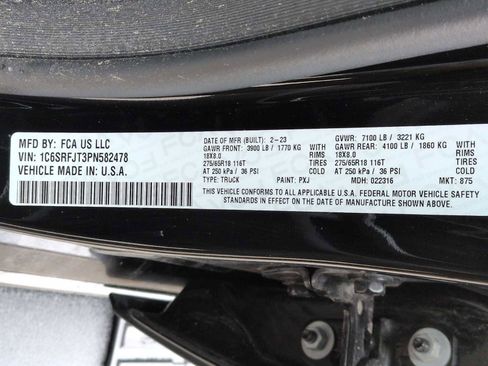 MFD BY: FCA US LLC
VIN: 1C6SRFJT3PN582478
VEHICLE MADE IN: U.S.A.
DATE OF MFR (BUILT): 2-23 GVWR: 7100 LB / 3221 KG
GAWR FRONT: 3900 LB / 1770 KG GAWR REAR: 4100 LB / 1860 KG
18X8.0 TIRES 18X8.0 TIRES
275/65R18 116T 275/65R18 116T
AT 250 kPa / 36 PSI COLD AT 250 kPa / 36 PSI COLD
TYPE: TRUCK PAINT: PXJ MDH: 022316 MKT: 875
THIS VEHICLE CONFORMS TO ALL APPLICABLE U.S.A. FEDERAL MOTOR VEHICLE SAFETY
STANDARDS IN EFFECT ON THE DATE OF MANUFACTURE SHOWN ABOVE.